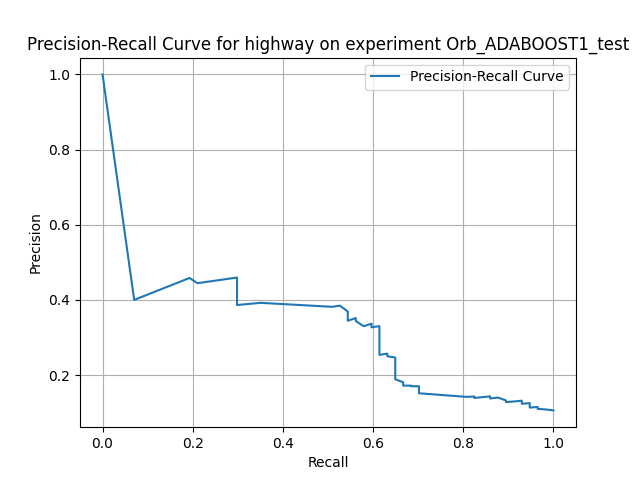 Precision-Recall Curve for highway on experiment Orb_ADABOOST1_test
Precision-Recall Curve
1.0
0.8
0.6
0.4
0.2
Precision
0.0 0.2 0.4 0.6 0.8 1.0
Recall